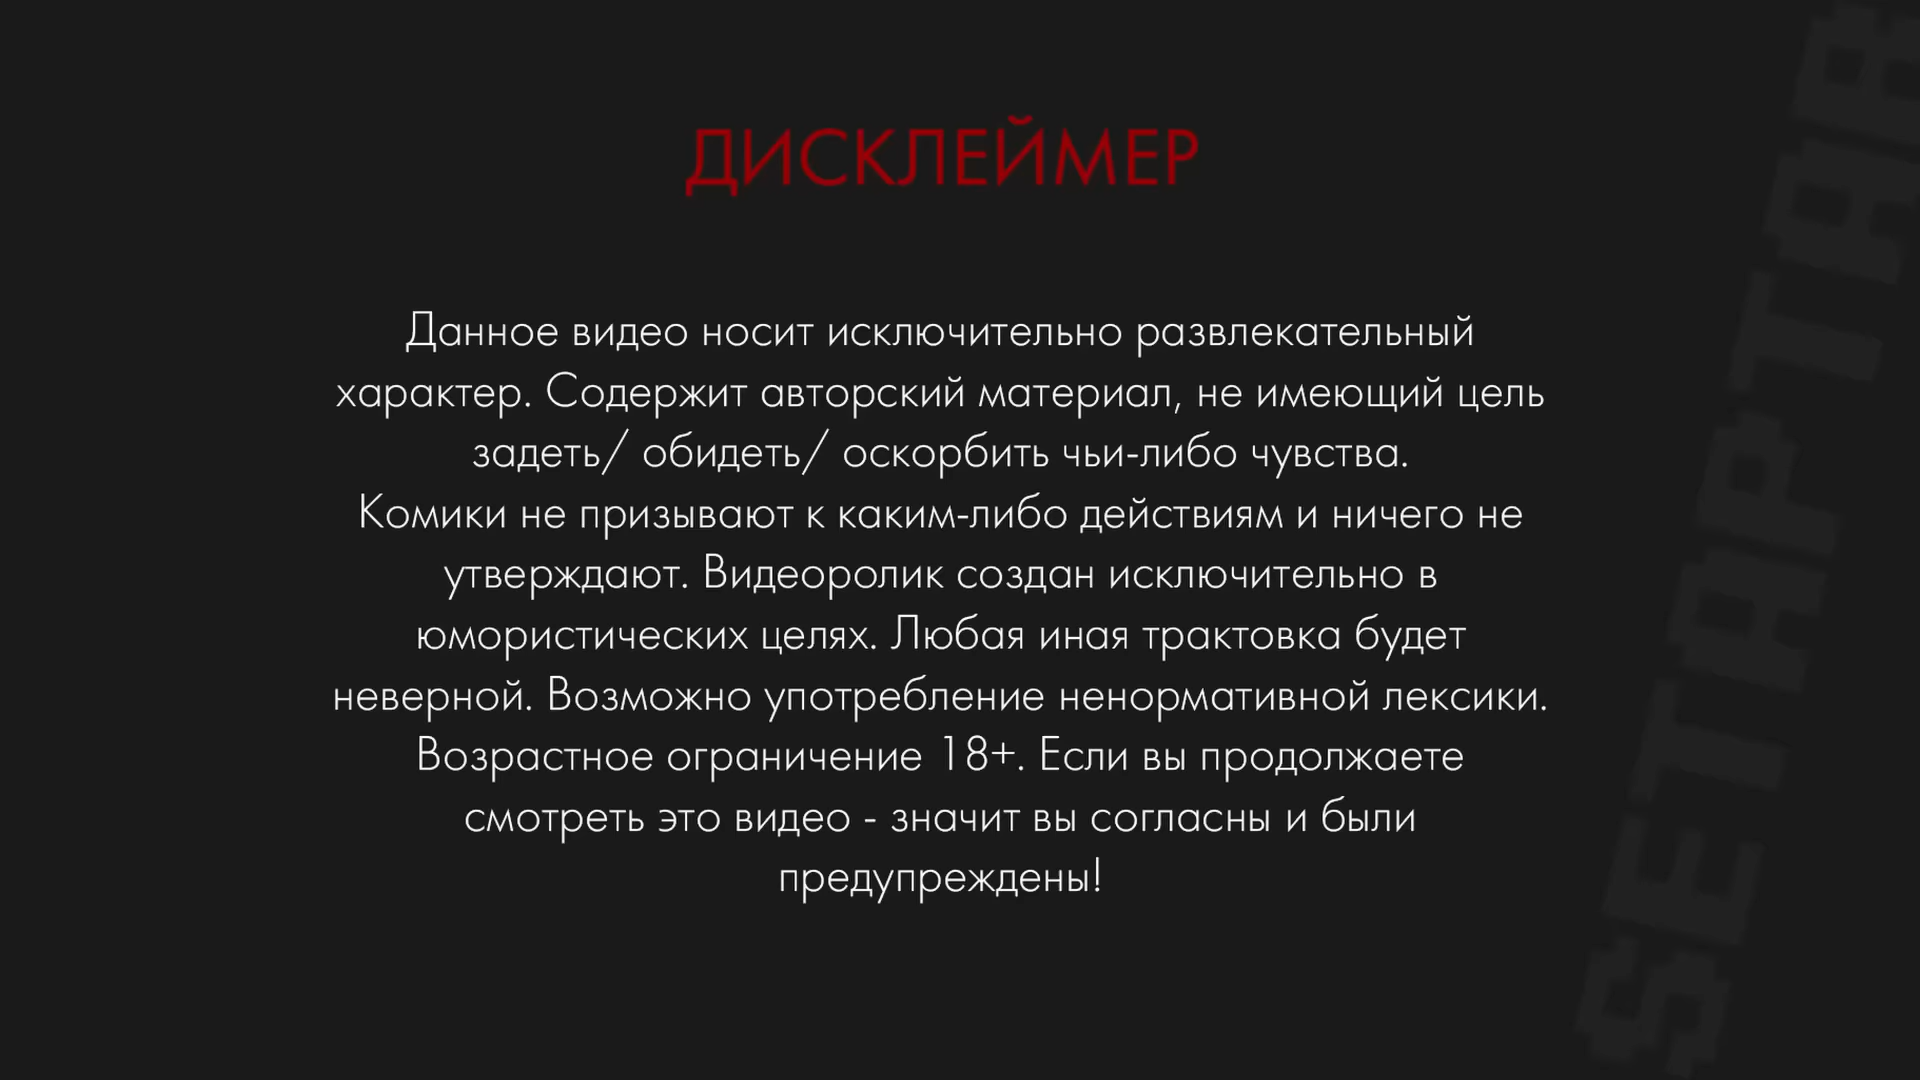 ДИСКЛЕЙМЕР
Данное видео носит исключительно развлекательный
характер. Содержит авторский материал, не имеющий цель
задеть/ обидеть/ оскорбить чьи-либо чувства.
Комики не призывают к каким-либо действиям и ничего не
утверждают. Видеоролик создан исключительно в
юмористических целях. Любая иная трактовка будет
неверной. Возможно употребление ненормативной лексики.
Возрастное ограничение 18+. Если вы продолжаете
смотреть это видео - значит вы согласны и были
предупреждены!